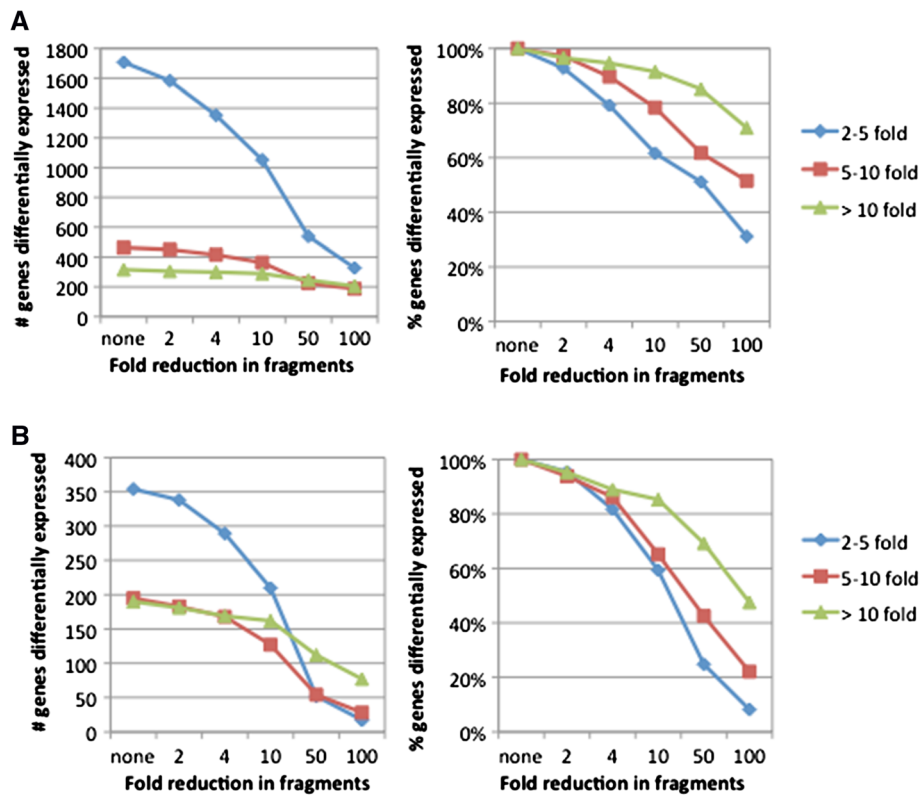 A
# genes differentially expressed
1800
1600
1400
1200
1000
800
600
400
200
0
none 2 4 10 50 100
Fold reduction in fragments
% genes differentially expressed
100%
80%
60%
40%
20%
0%
none 2 4 10 50 100
Fold reduction in fragments
2-5 fold
5-10 fold
> 10 fold
B
# genes differentially expressed
400
350
300
250
200
150
100
50
0
none 2 4 10 50 100
Fold reduction in fragments
% genes differentially expressed
100%
80%
60%
40%
20%
0%
none 2 4 10 50 100
Fold reduction in fragments
2-5 fold
5-10 fold
> 10 fold